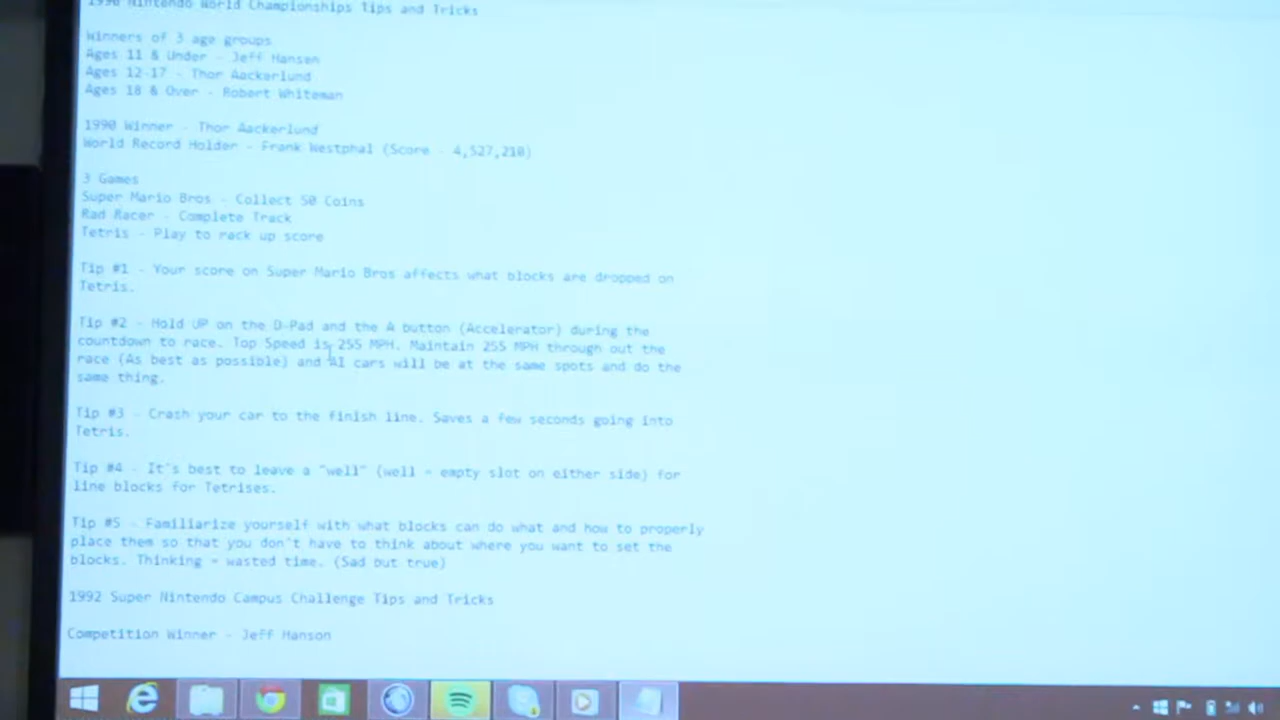 1990 Nintendo World Championships Tips and Tricks
Winners of 3 age groups
Ages 11 & Under - Jeff Hansen
Ages 12-17 - Thor Aackerlund
Ages 18 & Over - Robert Whiteman
1990 Winner - Thor Aackerlund
World Record Holder - Frank Westphal (Score - 4,527,210)
3 Games
Super Mario Bros - Collect 50 Coins
Rad Racer - Complete Track
Tetris - Play to rack up score
Tip #1 - Your score on Super Mario Bros affects what blocks are dropped on
Tetris.
Tip #2 - Hold UP on the D-Pad and the A button (Accelerator) during the
countdown to race. Top Speed is 255 MPH. Maintain 255 MPH through out the
race (As best as possible) and AI cars will be at the same spots and do the
same thing.
Tip #3 - Crash your car to the finish line. Saves a few seconds going into
Tetris.
Tip #4 - It's best to leave a "well" (well = empty slot on either side) for
line blocks for Tetrises.
Tip #5 - Familiarize yourself with what blocks can do what and how to properly
place them so that you don't have to think about where you want to set the
blocks. Thinking = wasted time. (Sad but true)
1992 Super Nintendo Campus Challenge Tips and Tricks
Competition Winner - Jeff Hanson